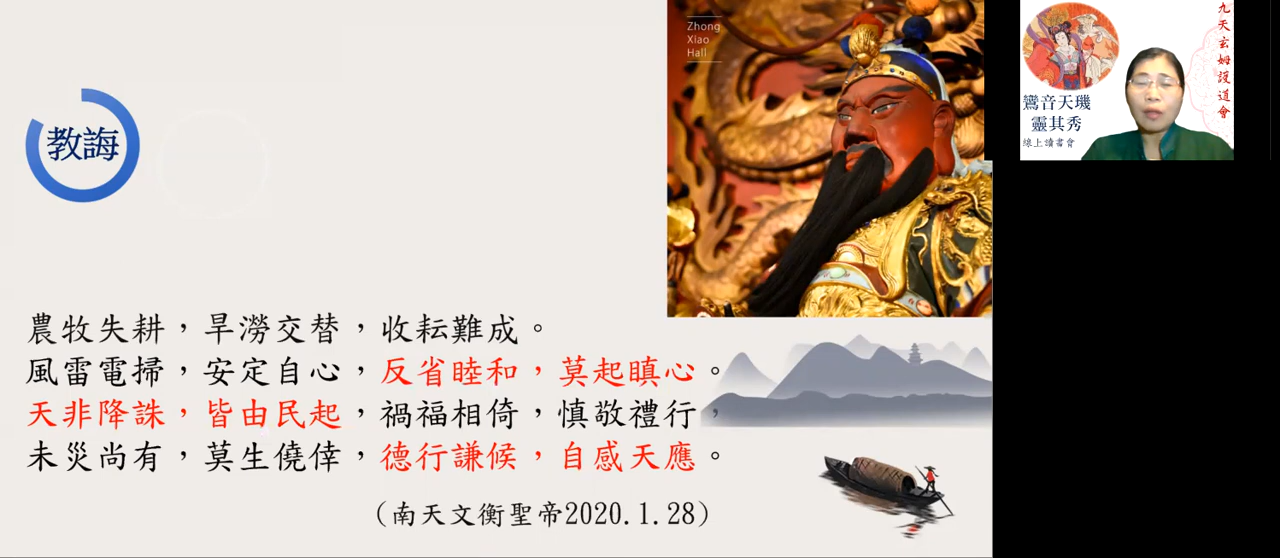 教誨
Zhong
Xiao
Hall
農牧失耕，旱澇交替，收耘難成。
風雷電掃，安定自心，反省睦和，莫起瞋心。
天非降誅，皆由民起，禍福相倚，慎敬禮行，
未災尚有，莫生僥倖，德行謙候，自感天應。
（南天文衡聖帝2020.1.28）
鸞音天璣
靈其秀
線上讀書會
九天玄姆設道會